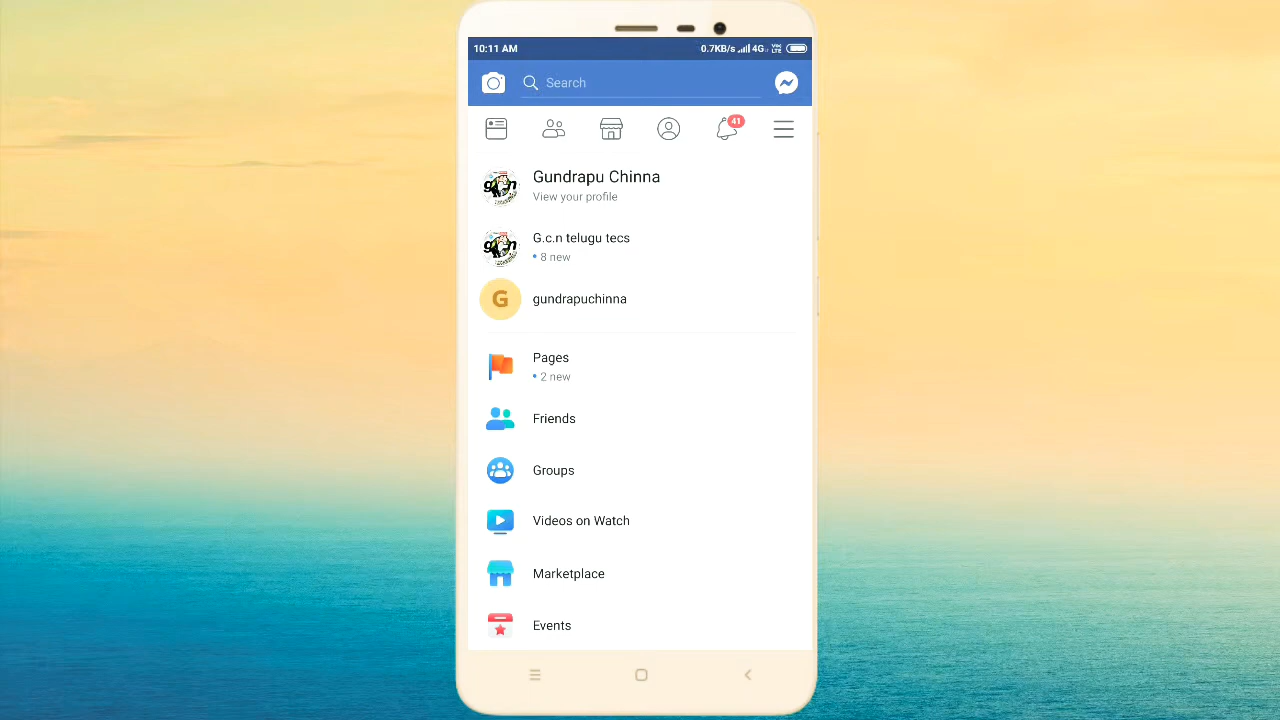 10:11 AM
0.7KB/s 4G VoLTE
Search
41
Gundrapu Chinna
View your profile
G.c.n telugu tecs
8 new
G
gundrapuchinna
Pages
2 new
Friends
Groups
Videos on Watch
Marketplace
Events